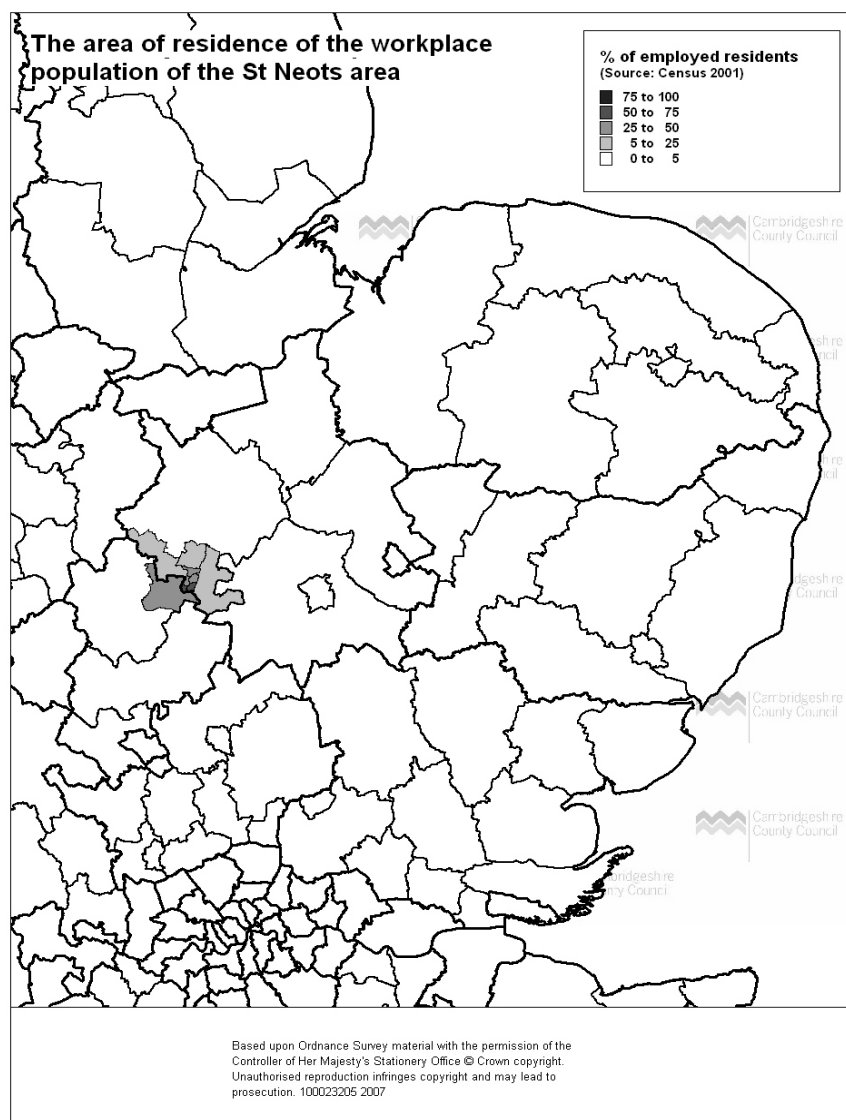 The area of residence of the workplace
population of the St Neots area
% of employed residents
(Source: Census 2001)
75 to 100
50 to 75
25 to 50
5 to 25
0 to 5
Cambridgeshire
County Council
Cambridgeshire
County Council
Cambridgeshire
County Council
Based upon Ordnance Survey material with the permission of the
Controller of Her Majesty's Stationery Office © Crown copyright.
Unauthorised reproduction infringes copyright and may lead to
prosecution. 100023205 2007